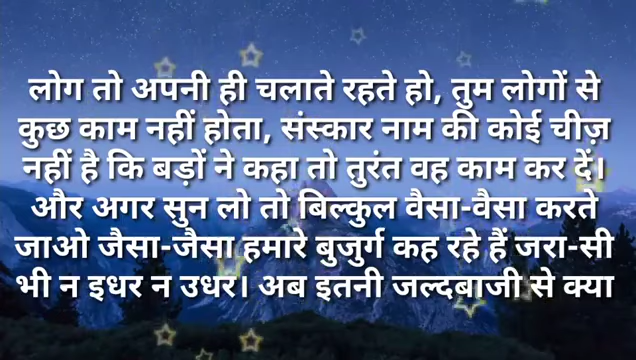 लोग तो अपनी ही चलाते रहते हो, तुम लोगों से
कुछ काम नहीं होता, संस्कार नाम की कोई चीज़
नहीं है कि बड़ों ने कहा तो तुरंत वह काम कर दें।
और अगर सुन लो तो बिल्कुल वैसा-वैसा करते
जाओ जैसा-जैसा हमारे बुजुर्ग कह रहे हैं जरा-सी
भी न इधर न उधर। अब इतनी जल्दबाजी से क्या